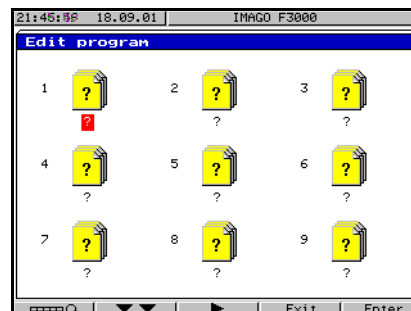 21:45:56 18.09.01 IMAGO F3000
Edit program
1 ? 2 ? 3 ?
? ? ?
4 ? 5 ? 6 ?
? ? ?
7 ? 8 ? 9 ?
? ? ?
Exit Enter